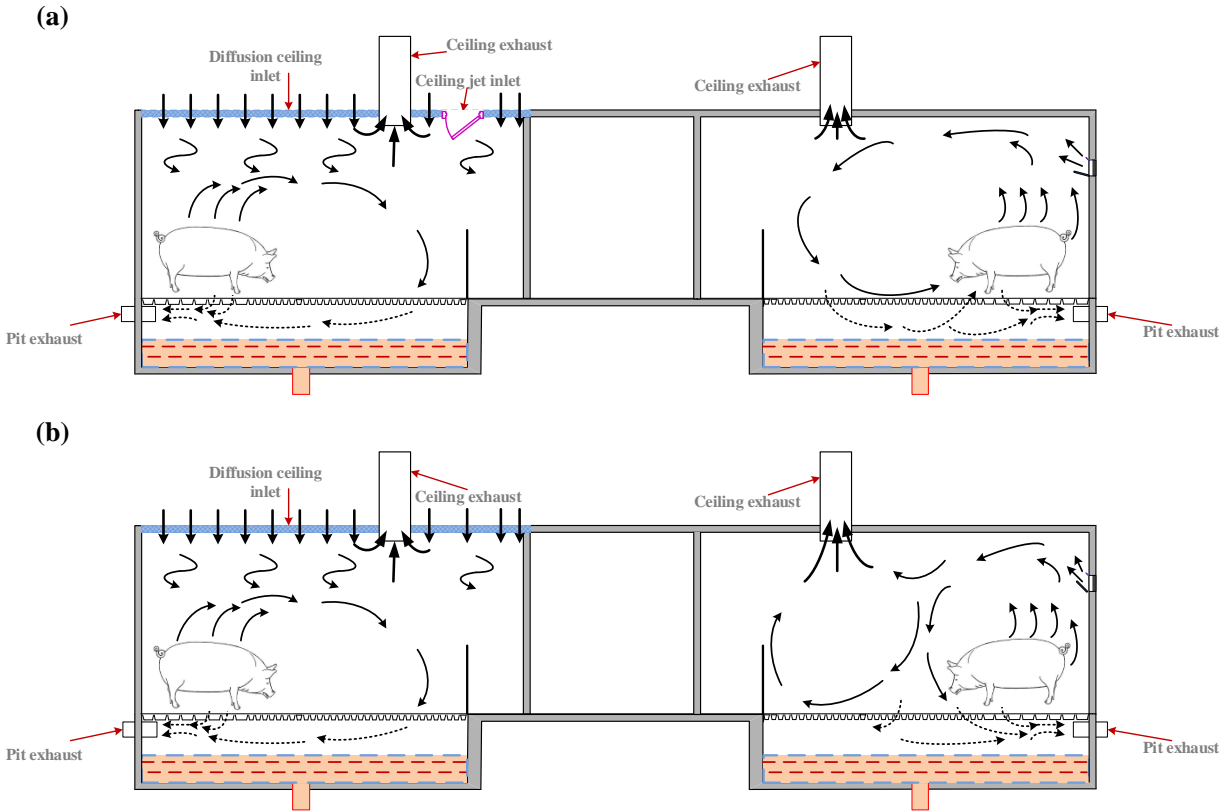 (a)
Ceiling exhaust
Diffusion ceiling
inlet
Ceiling jet inlet
Ceiling exhaust
Pit exhaust
Pit exhaust
(b)
Diffusion ceiling
inlet
Ceiling exhaust
Ceiling exhaust
Pit exhaust
Pit exhaust